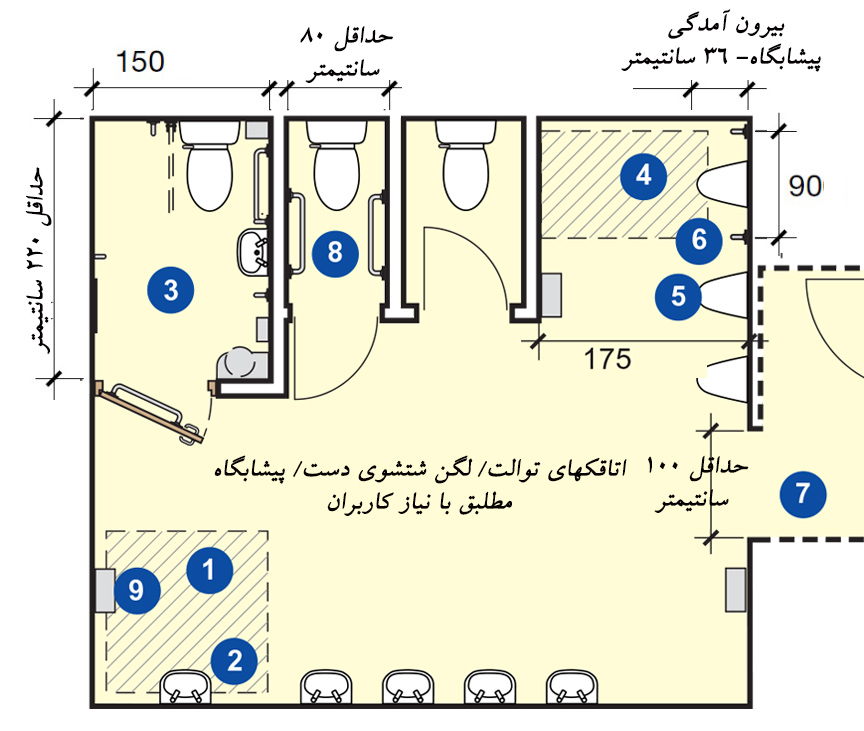 بیرون آمدگی
پیشابگاه- ۳۶ سانتیمتر
حداقل ۸۰
سانتیمتر
150
حداقل ۲۲۰ سانتیمتر
4
90
6
8
3
5
175
اتاقکهای توالت/ لگن شتشوی دست/ پیشابگاه
مطلبق با نیاز کاربران
حداقل ۱۰۰
سانتیمتر
7
1
9
2